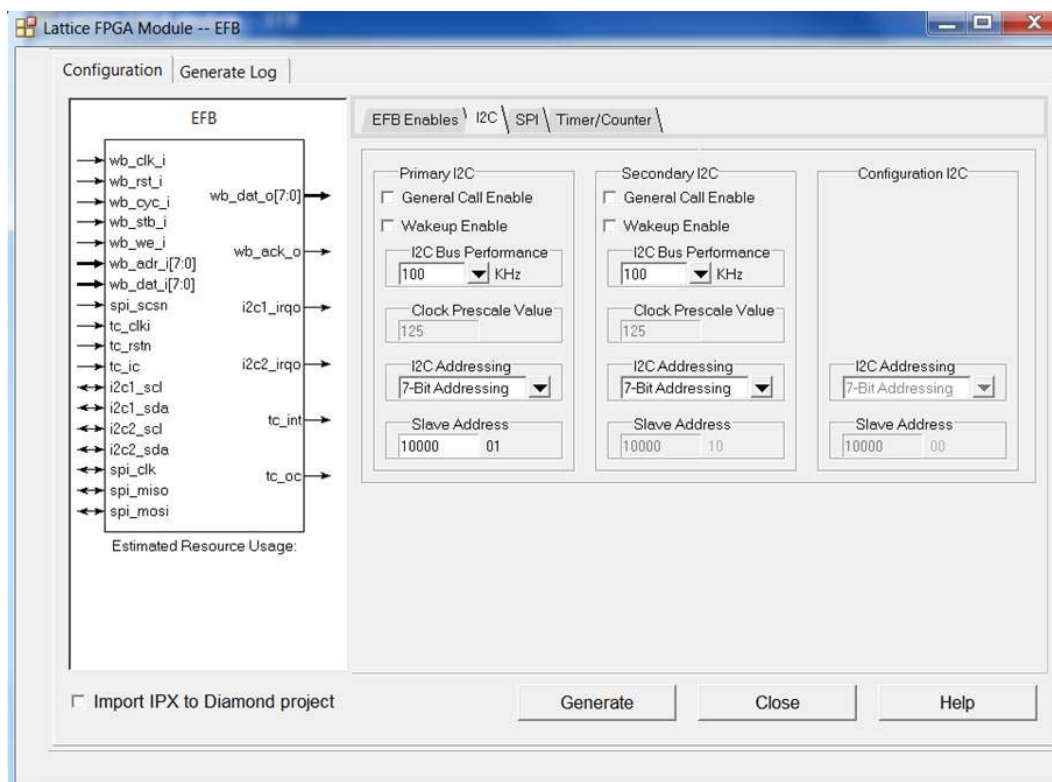 Lattice FPGA Module -- EFB
Configuration
Generate Log
EFB
wb_clk_i
wb_rst_i
wb_cyc_i
wb_stb_i
wb_we_i
wb_adr_i[7:0]
wb_dat_i[7:0]
spi_scsn
tc_clki
tc_rstn
tc_ic
i2c1_scl
i2c1_sda
i2c2_scl
i2c2_sda
spi_clk
spi_miso
spi_mosi
wb_dat_o[7:0]
wb_ack_o
i2c1_irqo
i2c2_irqo
tc_int
tc_oc
Estimated Resource Usage:
EFB Enables I2C SPI Timer/Counter
Primary I2C
General Call Enable
Wakeup Enable
I2C Bus Performance
100 KHz
Clock Prescale Value
125
I2C Addressing
7-Bit Addressing
Slave Address
10000 01
Secondary I2C
General Call Enable
Wakeup Enable
I2C Bus Performance
100 KHz
Clock Prescale Value
125
I2C Addressing
7-Bit Addressing
Slave Address
10000 10
Configuration I2C
I2C Addressing
7-Bit Addressing
Slave Address
10000 00
Import IPX to Diamond project
Generate
Close
Help